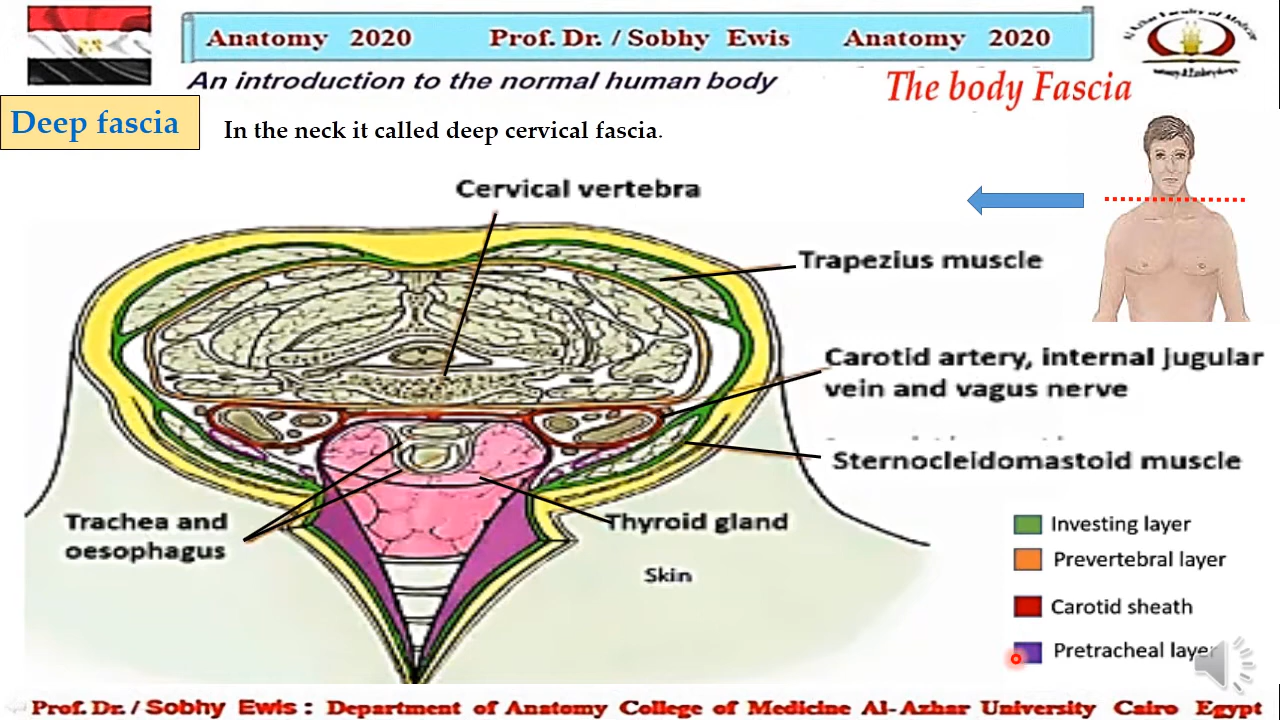 Anatomy 2020 Prof. Dr. / Sobhy Ewis Anatomy 2020
An introduction to the normal human body
The body Fascia
Deep fascia
In the neck it called deep cervical fascia.
Cervical vertebra
Trapezius muscle
Carotid artery, internal jugular
vein and vagus nerve
Sternocleidomastoid muscle
Trachea and
oesophagus
Thyroid gland
Skin
Investing layer
Prevertebral layer
Carotid sheath
Pretracheal layer
Prof. Dr. / Sobhy Ewis : Department of Anatomy College of Medicine Al-Azhar University Cairo Egypt